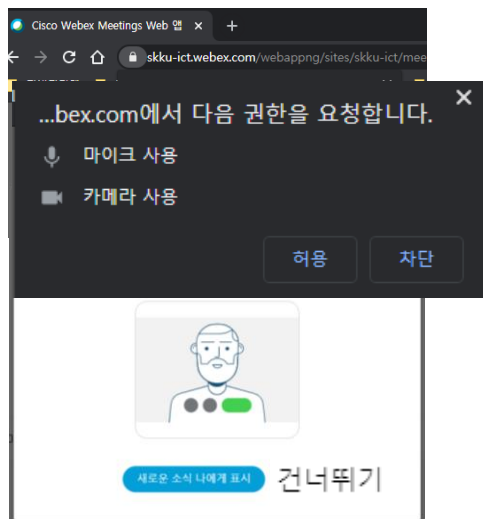 Cisco Webex Meetings Web 앱
skku-ict.webex.com/webappng/sites/skku-ict/mee
...bex.com에서 다음 권한을 요청합니다.
마이크 사용
카메라 사용
허용 차단
새로운 소식 나에게 표시 건너뛰기